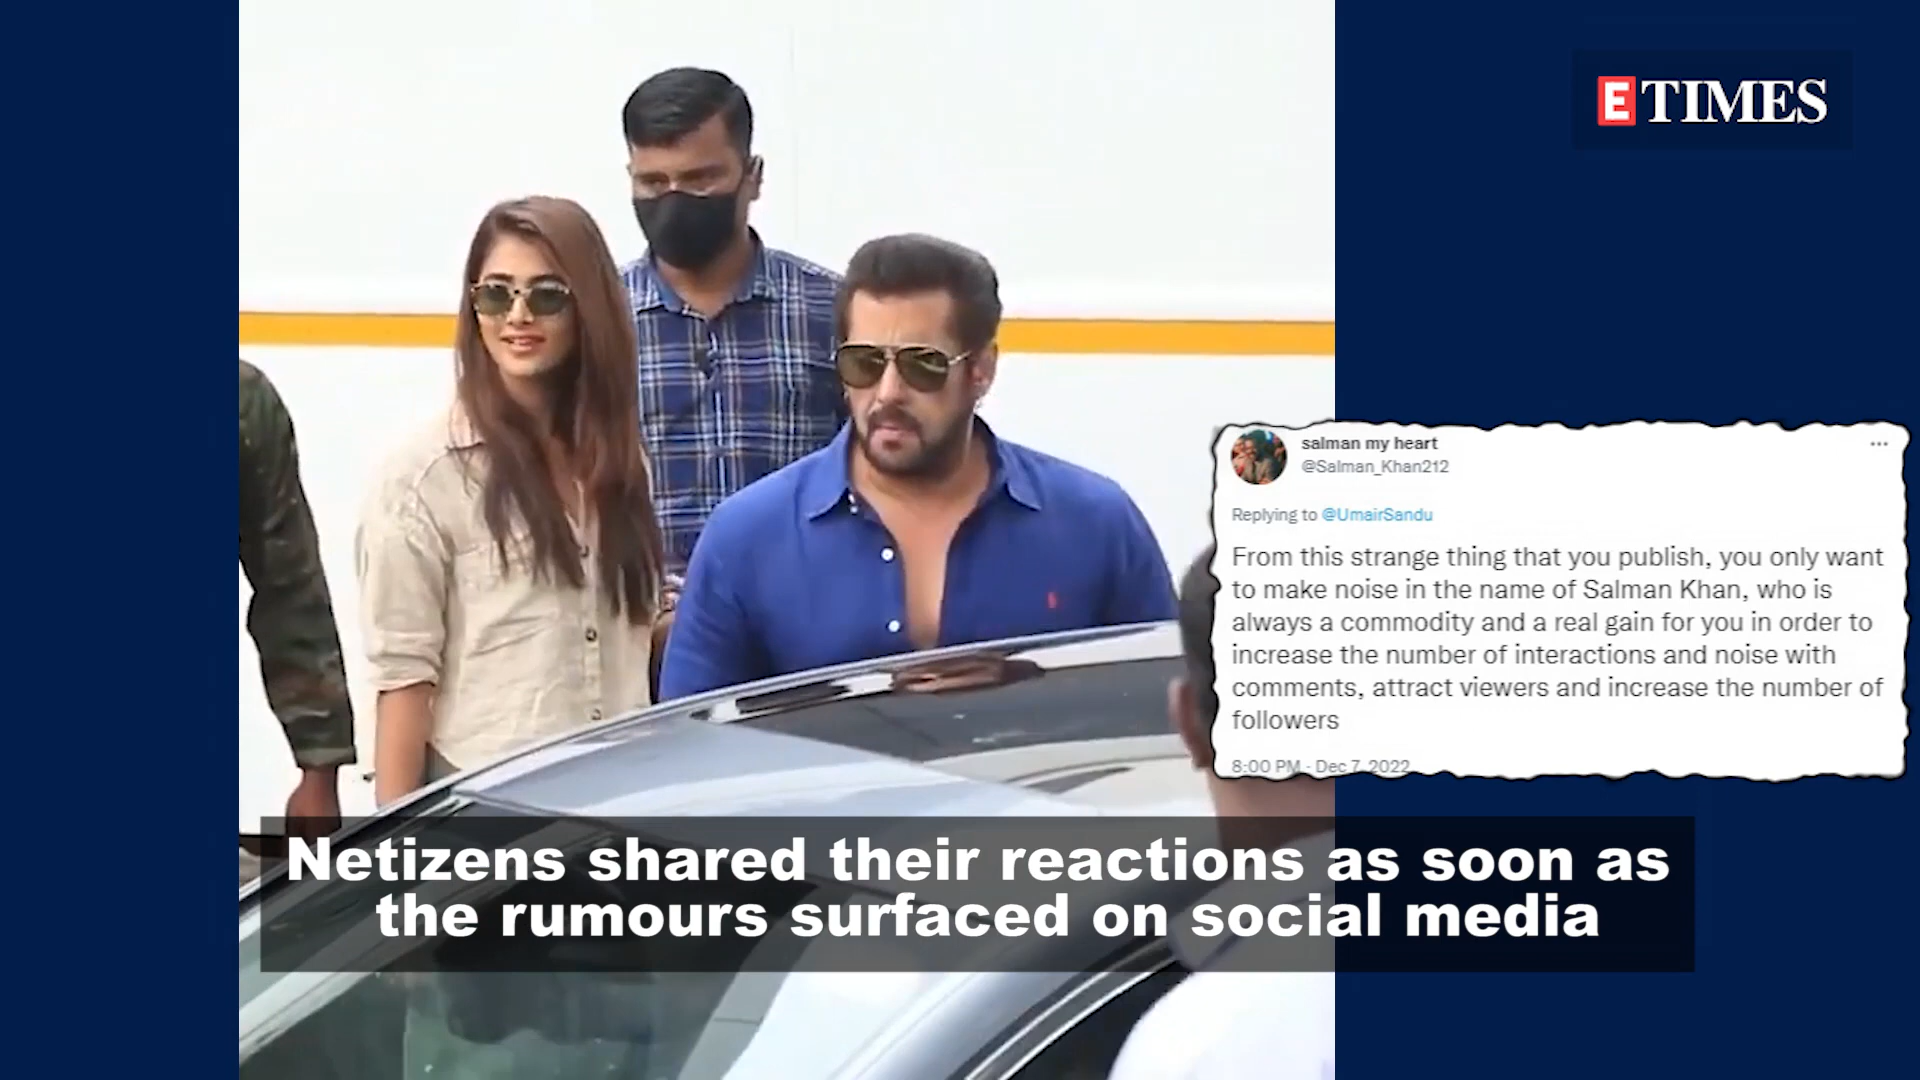 E TIMES
salman my heart
@Salman_Khan212
Replying to @UmairSandu
From this strange thing that you publish, you only want
to make noise in the name of Salman Khan, who is
always a commodity and a real gain for you in order to
increase the number of interactions and noise with
comments, attract viewers and increase the number of
followers
8:00 PM · Dec 7, 2022
Netizens shared their reactions as soon as
the rumours surfaced on social media